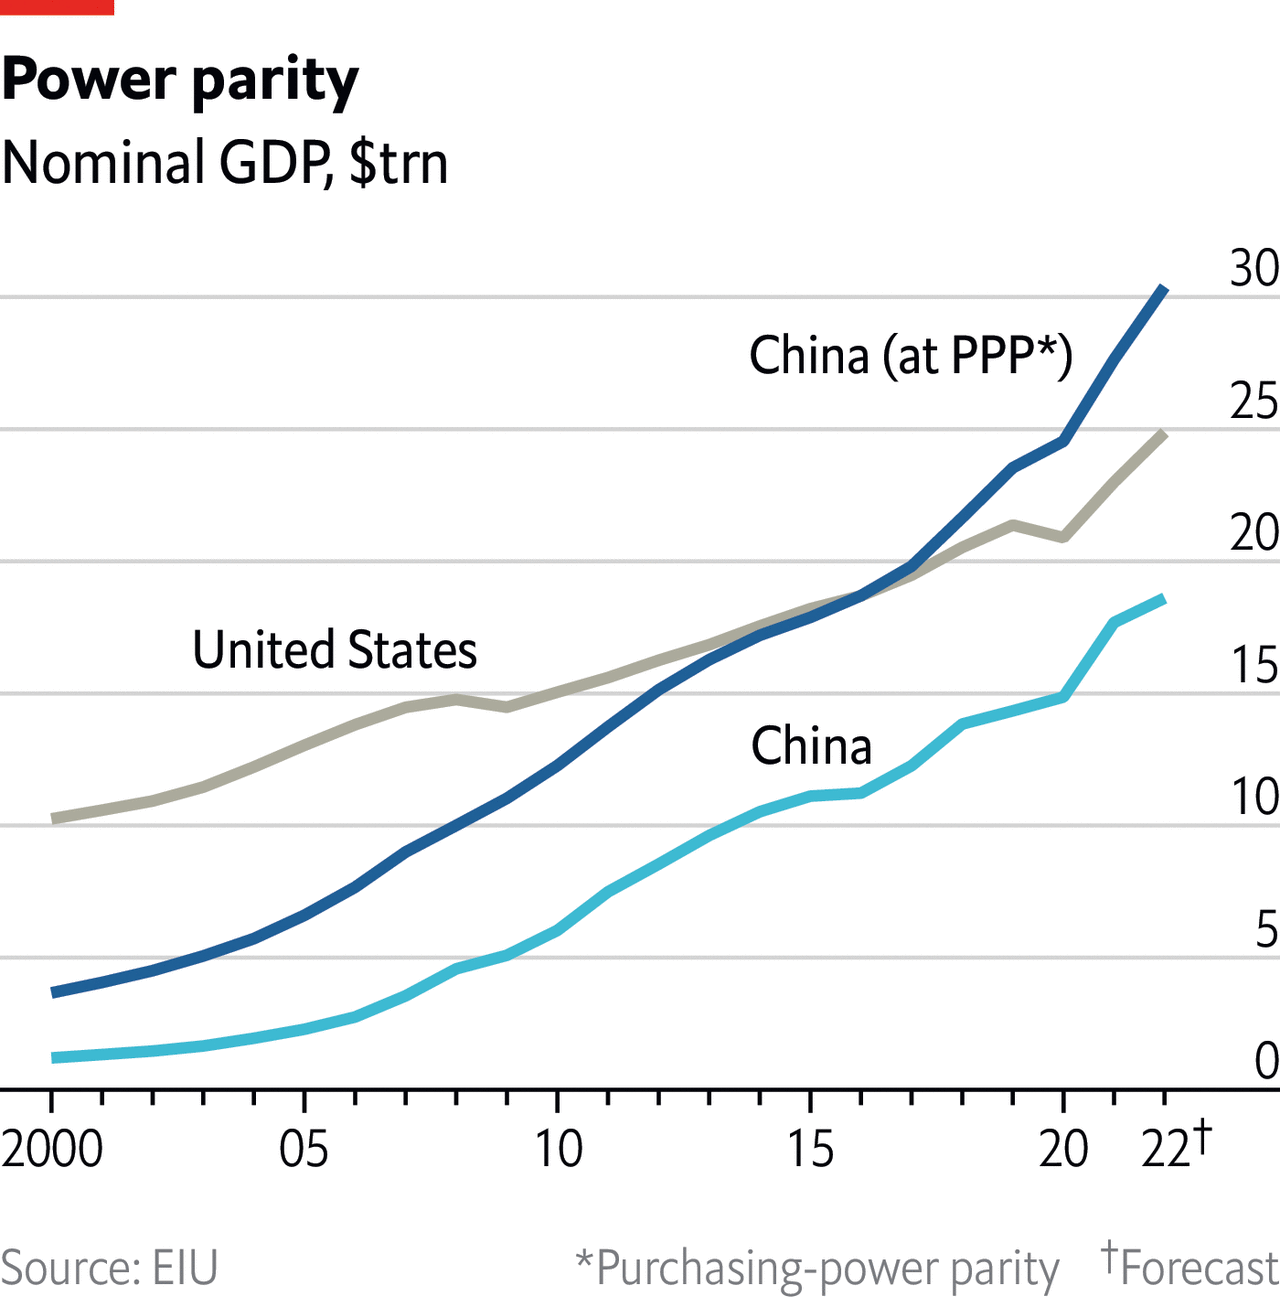 Power parity
Nominal GDP, $trn
30
China (at PPP*)
25
20
United States
15
China
10
5
0
2000 05 10 15 20 22†
Source: EIU *Purchasing-power parity †Forecast